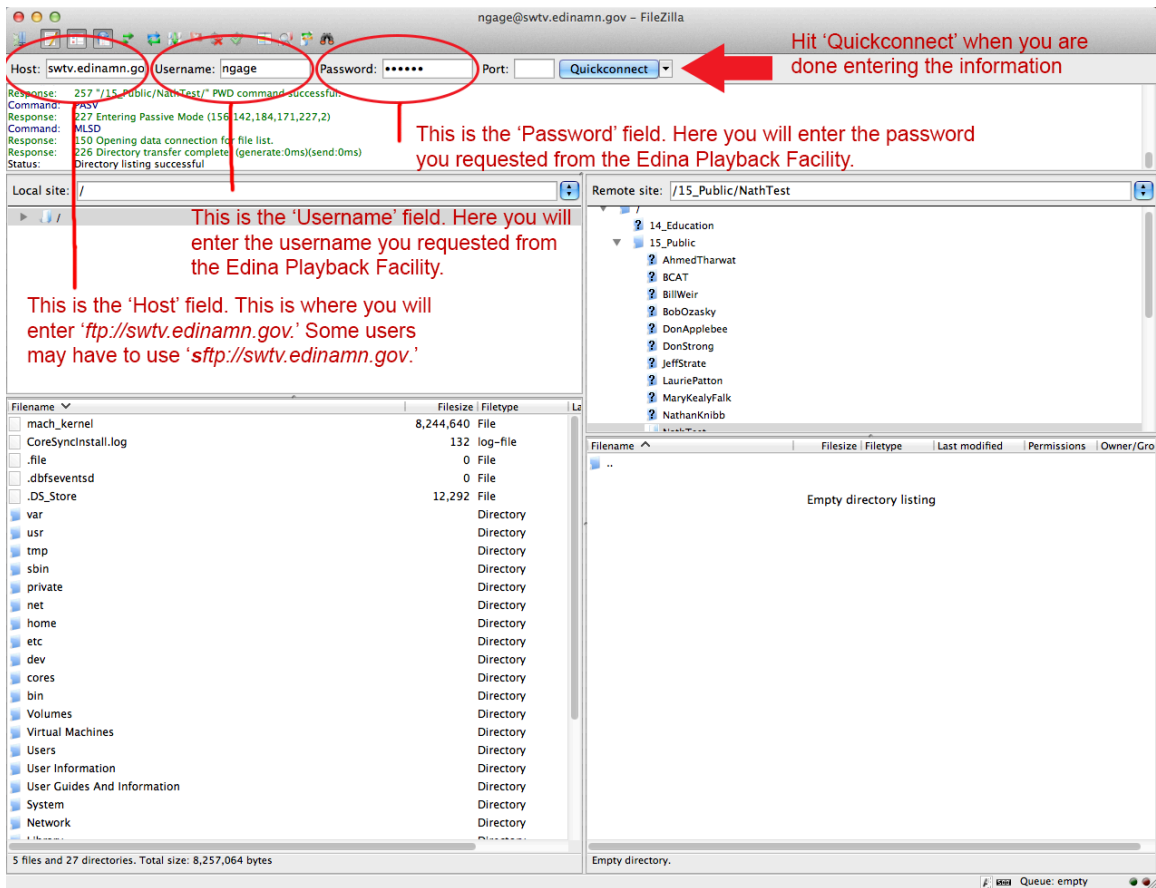 ngage@swtv.edinamn.gov – FileZilla
Host: swtv.edinamn.go Username: ngage Password: •••••• Port: Quickconnect
Hit 'Quickconnect' when you are
done entering the information
Response: 257 "/15_Public/NathTest/" PWD command successful.
Command: PASV
Response: 227 Entering Passive Mode (156,142,184,171,227,2)
Command: MLSD
Response: 150 Opening data connection for file list.
Response: 226 Directory transfer complete (generate:0ms)(send:0ms)
Status: Directory listing successful
This is the 'Password' field. Here you will enter the password
you requested from the Edina Playback Facility.
Local site: /
/
This is the 'Username' field. Here you will
enter the username you requested from
the Edina Playback Facility.
This is the 'Host' field. This is where you will
enter 'ftp://swtv.edinamn.gov.' Some users
may have to use 'sftp://swtv.edinamn.gov.'
Remote site: /15_Public/NathTest
/
14_Education
15_Public
AhmedTharwat
BCAT
BillWeir
BobOzasky
DonApplebee
DonStrong
JeffStrate
LauriePatton
MaryKealyFalk
NathanKnibb
NathTest
Filename Filesize Filetype La
mach_kernel 8,244,640 File
CoreSyncInstall.log 132 log-file
.file 0 File
.dbfseventsd 0 File
.DS_Store 12,292 File
var Directory
usr Directory
tmp Directory
sbin Directory
private Directory
net Directory
home Directory
etc Directory
dev Directory
cores Directory
bin Directory
Volumes Directory
Virtual Machines Directory
Users Directory
User Information Directory
User Guides And Information Directory
System Directory
Network Directory
Library Directory
5 files and 27 directories. Total size: 8,257,064 bytes
Filename Filesize Filetype Last modified Permissions Owner/Gro
..
Empty directory listing
Empty directory.
Queue: empty